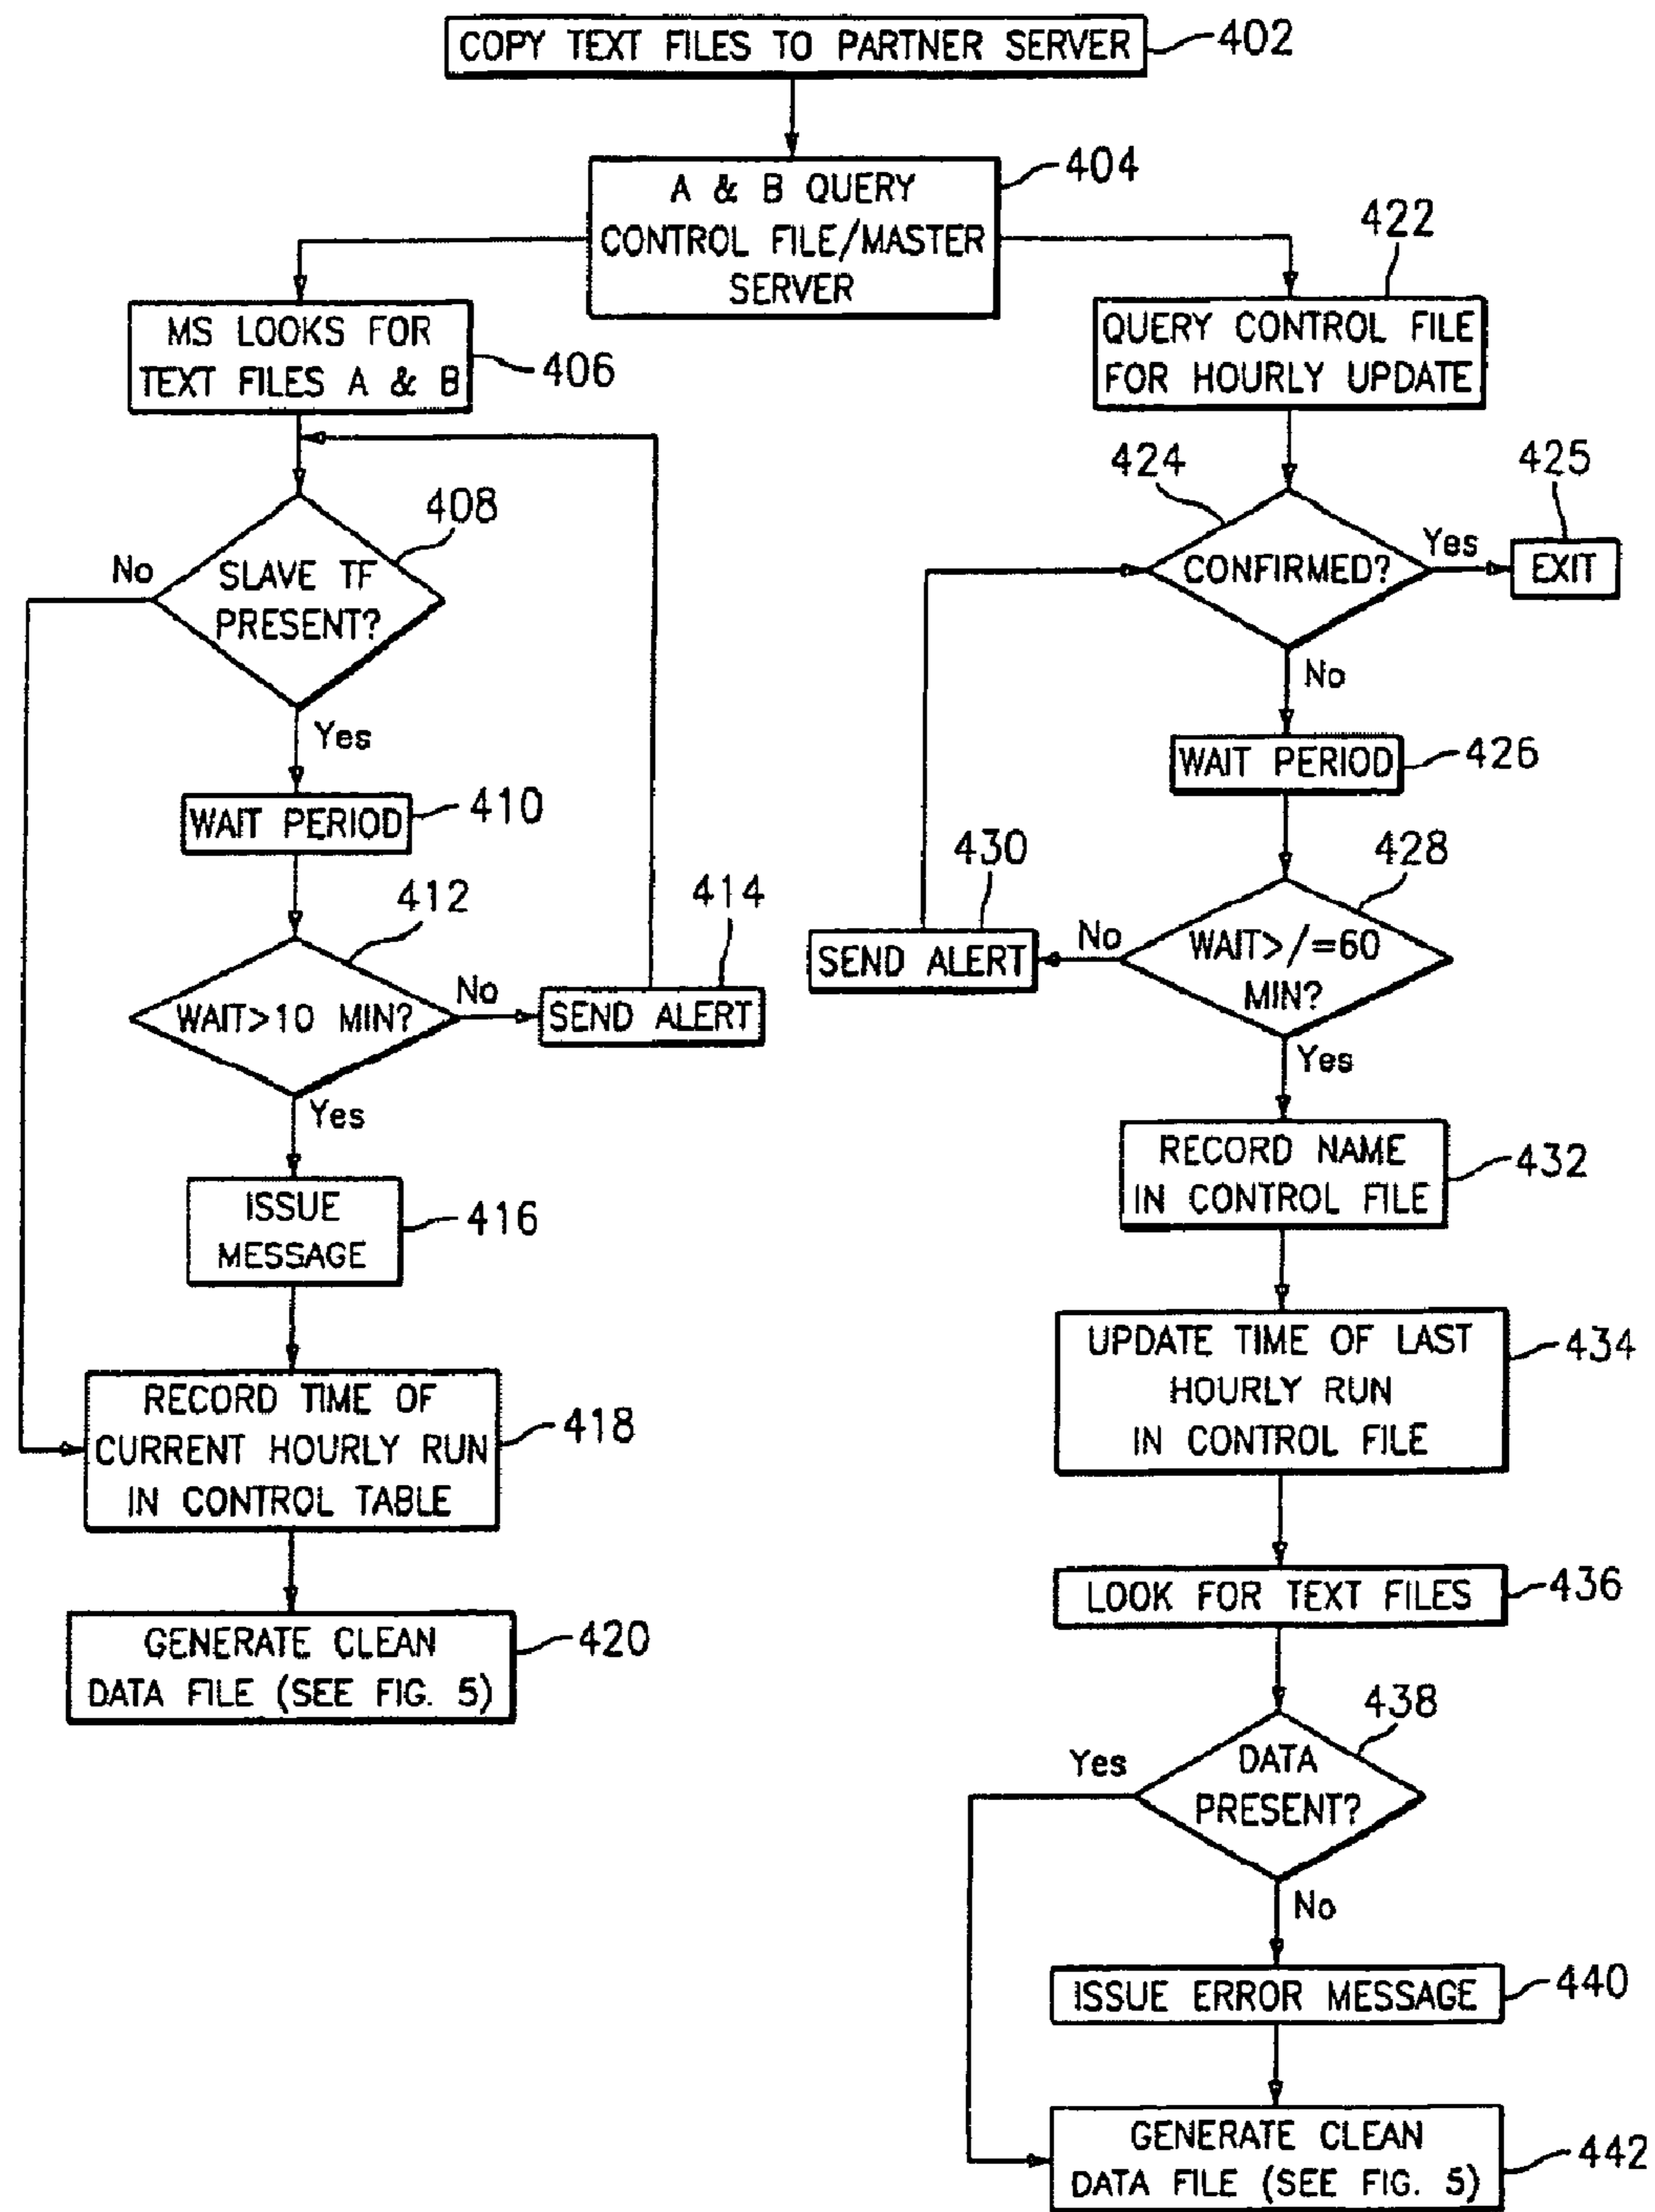 COPY TEXT FILES TO PARTNER SERVER
402
A & B QUERY
CONTROL FILE/MASTER
SERVER
404
MS LOOKS FOR
TEXT FILES A & B
406
SLAVE TF
PRESENT?
408
No
Yes
WAIT PERIOD
410
WAIT>10 MIN?
412
No
SEND ALERT
414
Yes
ISSUE
MESSAGE
416
RECORD TIME OF
CURRENT HOURLY RUN
IN CONTROL TABLE
418
GENERATE CLEAN
DATA FILE (SEE FIG. 5)
420
422
QUERY CONTROL FILE
FOR HOURLY UPDATE
424
CONFIRMED?
Yes
425
EXIT
No
WAIT PERIOD
426
428
WAIT>/=60
MIN?
No
430
SEND ALERT
Yes
RECORD NAME
IN CONTROL FILE
432
UPDATE TIME OF LAST
HOURLY RUN
IN CONTROL FILE
434
LOOK FOR TEXT FILES
436
438
DATA
PRESENT?
Yes
No
ISSUE ERROR MESSAGE
440
GENERATE CLEAN
DATA FILE (SEE FIG. 5)
442